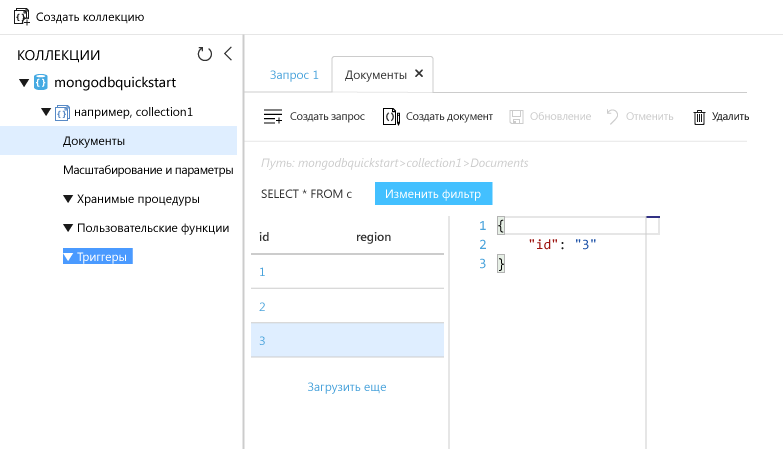 Создать коллекцию
КОЛЛЕКЦИИ
mongodbquickstart
например, collection1
Документы
Масштабирование и параметры
Хранимые процедуры
Пользовательские функции
Триггеры
Запрос 1
Документы ✕
Создать запрос
Создать документ
Обновление
Отменить
Удалить
Путь: mongodbquickstart>collection1>Documents
SELECT * FROM c
Изменить фильтр
id region
1
2
3
Загрузить еще
1 {
2 "id": "3"
3 }